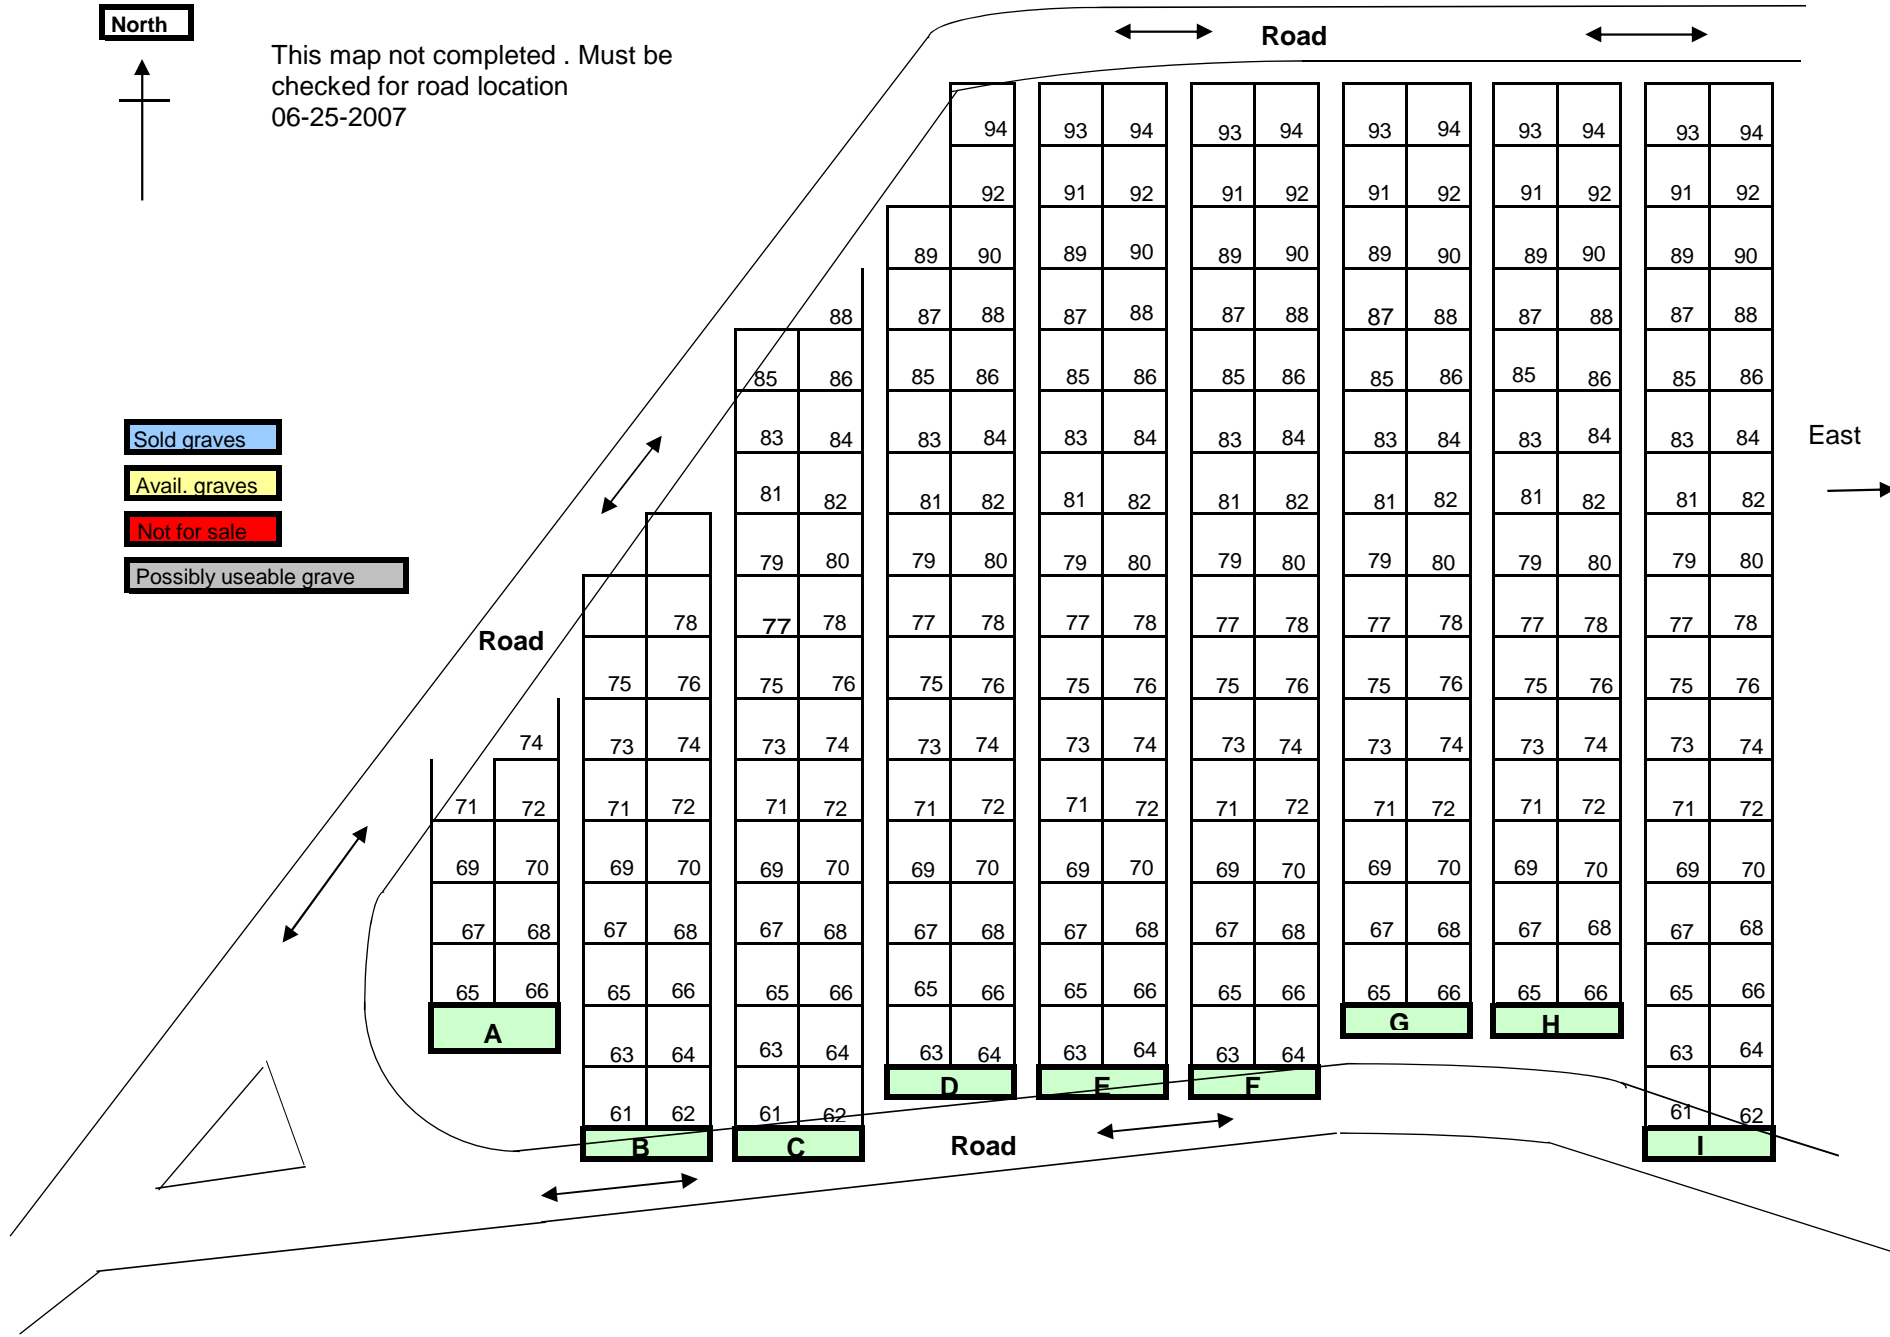 North
This map not completed . Must be
checked for road location
06-25-2007
Road
94 93 94 93 94 93 94 93 94 93 94
92 91 92 91 92 91 92 91 92 91 92
89 90 89 90 89 90 89 90 89 90 89 90
88 87 88 87 88 87 88 87 88 87 88 87 88
85 86 85 86 85 86 85 86 85 86 85 86 85 86
Sold graves
83 84 83 84 83 84 83 84 83 84 83 84 83 84
East
Avail. graves
81 82 81 82 81 82 81 82 81 82 81 82 81 82
Not for sale
79 80 79 80 79 80 79 80 79 80 79 80 79 80
Possibly useable grave
78 77 78 77 78 77 78 77 78 77 78 77 78 77 78
Road
75 76 75 76 75 76 75 76 75 76 75 76 75 76 75 76
74 73 74 73 74 73 74 73 74 73 74 73 74 73 74 73 74
71 72 71 72 71 72 71 72 71 72 71 72 71 72 71 72 71 72
69 70 69 70 69 70 69 70 69 70 69 70 69 70 69 70 69 70
67 68 67 68 67 68 67 68 67 68 67 68 67 68 67 68 67 68
65 66 65 66 65 66 65 66 65 66 65 66 65 66 65 66 65 66
A G H
63 64 63 64 63 64 63 64 63 64 63 64
D E F
61 62 61 62 61 62
B C I
Road